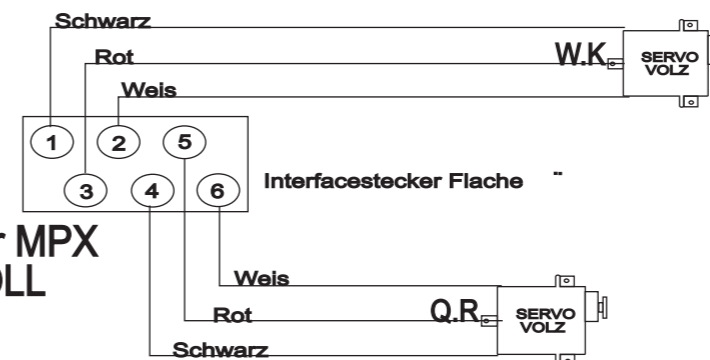 Schwarz
Rot
W.K
SERVO
VOLZ
Weis
1 2 5
3 4 6
Interfacestecker Flache ¨
MPX
Weis
Rot
Q.R
SERVO
VOLZ
Schwarz